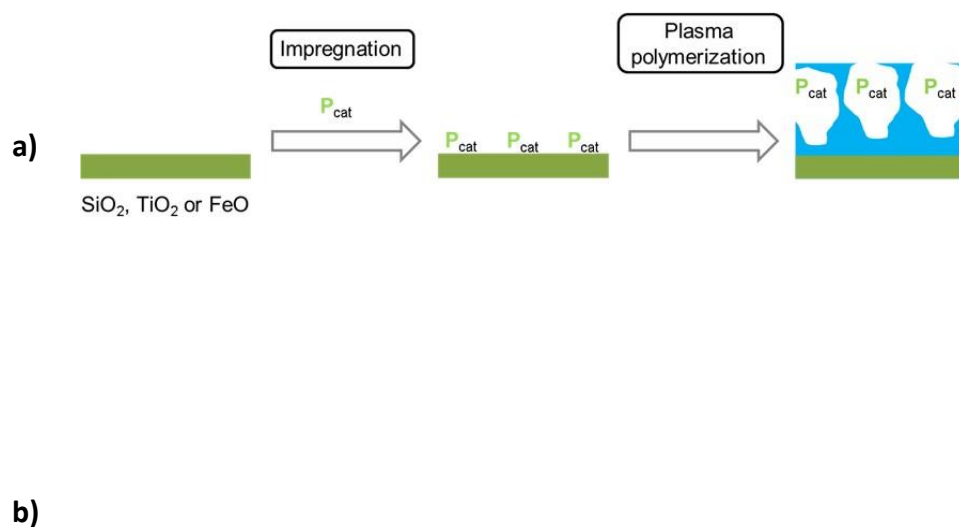 Impregnation
Plasma
polymerization
a)
Pcat
Pcat Pcat Pcat
Pcat Pcat Pcat
SiO2, TiO2 or FeO
b)